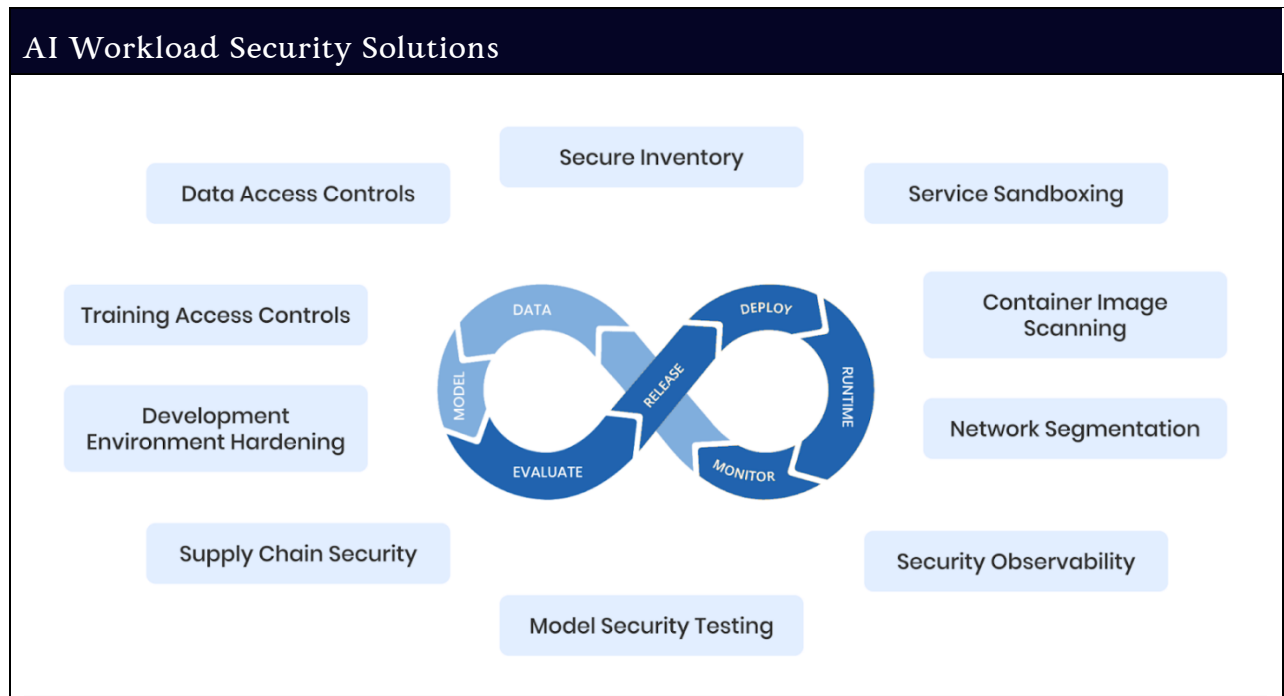 AI Workload Security Solutions
Secure Inventory
Data Access Controls
Service Sandboxing
Training Access Controls
Container Image
Scanning
Development
Environment Hardening
Network Segmentation
Supply Chain Security
Security Observability
Model Security Testing
DATA
MODEL
EVALUATE
RELEASE
DEPLOY
RUNTIME
MONITOR